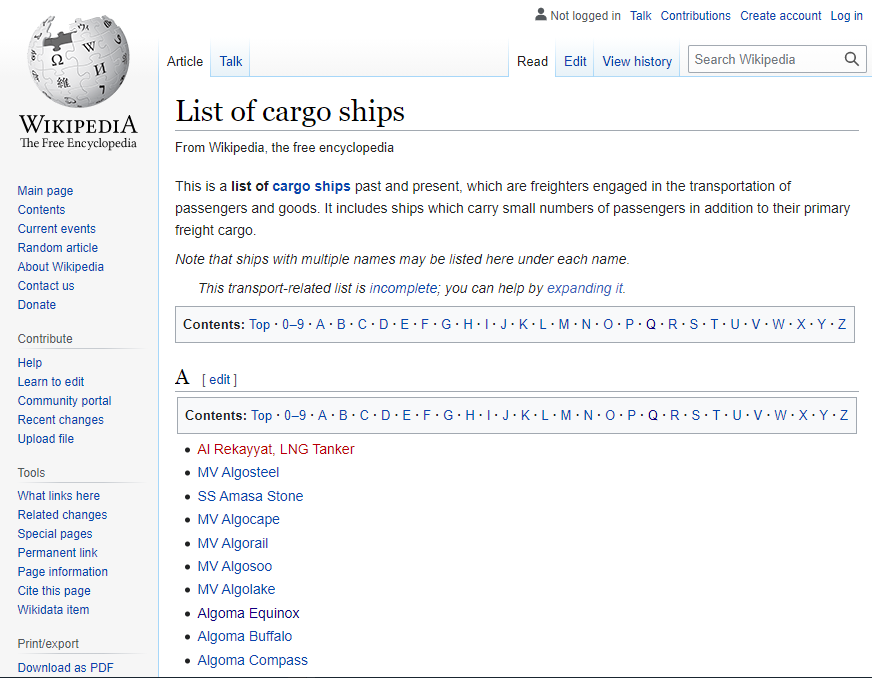 Not logged in Talk Contributions Create account Log in
Article Talk Read Edit View history Search Wikipedia
WIKIPEDIA
The Free Encyclopedia
Main page
Contents
Current events
Random article
About Wikipedia
Contact us
Donate
Contribute
Help
Learn to edit
Community portal
Recent changes
Upload file
Tools
What links here
Related changes
Special pages
Permanent link
Page information
Cite this page
Wikidata item
Print/export
Download as PDF
List of cargo ships
From Wikipedia, the free encyclopedia
This is a list of cargo ships past and present, which are freighters engaged in the transportation of
passengers and goods. It includes ships which carry small numbers of passengers in addition to their primary
freight cargo.
Note that ships with multiple names may be listed here under each name.
This transport-related list is incomplete; you can help by expanding it.
Contents: Top · 0–9 · A · B · C · D · E · F · G · H · I · J · K · L · M · N · O · P · Q · R · S · T · U · V · W · X · Y · Z
A [ edit ]
Contents: Top · 0–9 · A · B · C · D · E · F · G · H · I · J · K · L · M · N · O · P · Q · R · S · T · U · V · W · X · Y · Z
• Al Rekayyat, LNG Tanker
• MV Algosteel
• SS Amasa Stone
• MV Algocape
• MV Algorail
• MV Algosoo
• MV Algolake
• Algoma Equinox
• Algoma Buffalo
• Algoma Compass